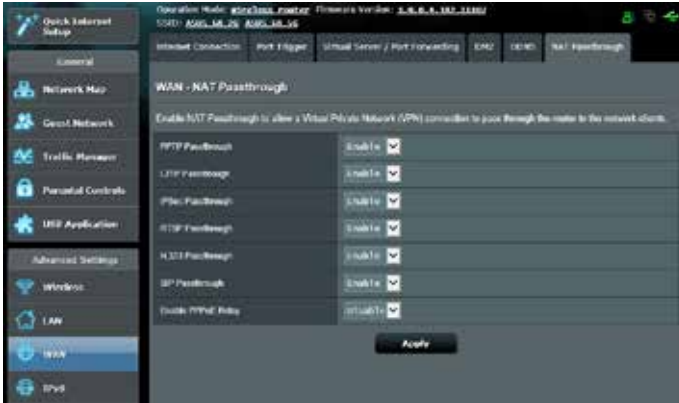 Quick Internet
Setup
General
Network Map
Guest Network
Traffic Manager
Parental Controls
USB Application
Advanced Settings
Wireless
LAN
WAN
IPv6
Operation Mode: Wireless router Firmware Version:
SSID:
Internet Connection
Port Trigger
Virtual Server / Port Forwarding
DMZ
DDNS
NAT Passthrough
WAN - NAT Passthrough
Enable NAT Passthrough to allow a Virtual Private Network (VPN) connection to pass through the router to the network clients.
PPTP Passthrough Enable
L2TP Passthrough Enable
IPSec Passthrough Enable
RTSP Passthrough Enable
H.323 Passthrough Enable
SIP Passthrough Enable
Enable PPPoE Relay Disable
Apply